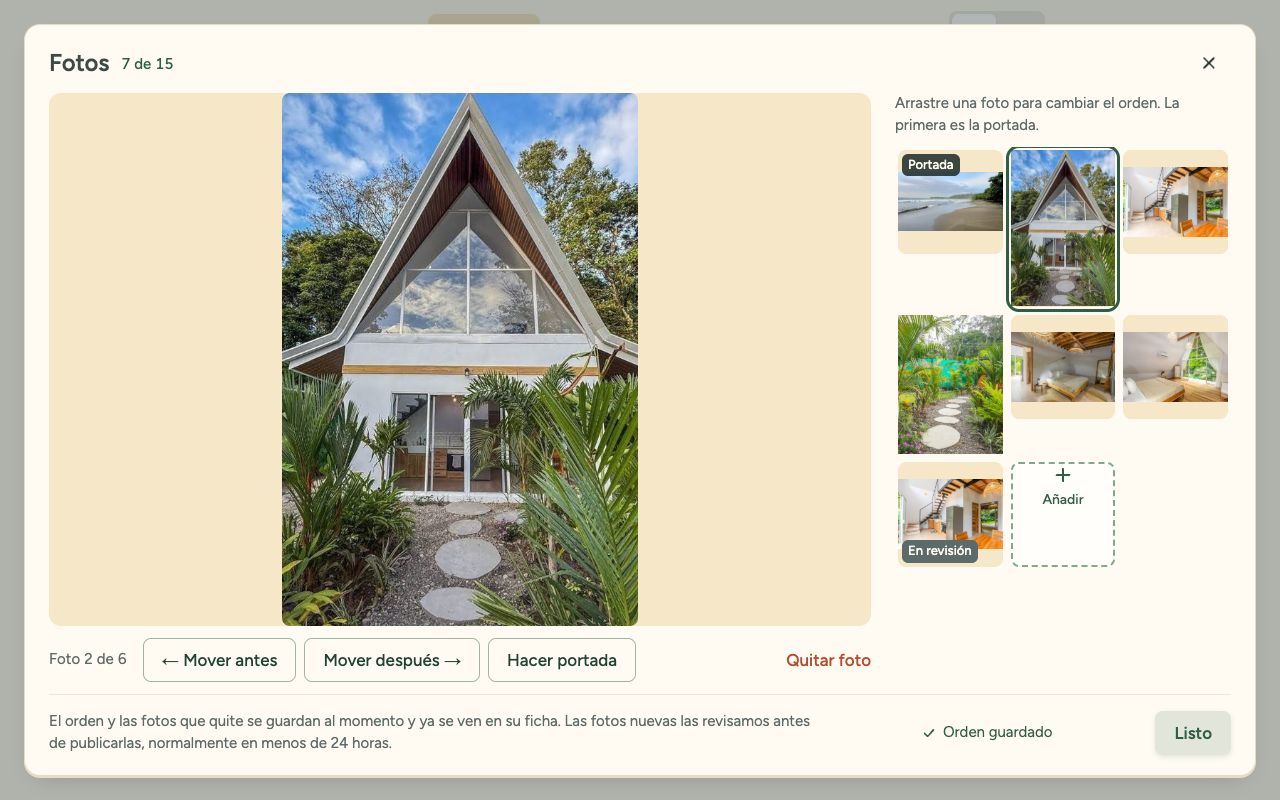 Fotos 7 de 15
Arrastre una foto para cambiar el orden. La
primera es la portada.
Portada
En revisión
Añadir
Foto 2 de 6
← Mover antes
Mover después →
Hacer portada
Quitar foto
El orden y las fotos que quite se guardan al momento y ya se ven en su ficha. Las fotos nuevas las revisamos antes
de publicarlas, normalmente en menos de 24 horas.
Orden guardado
Listo